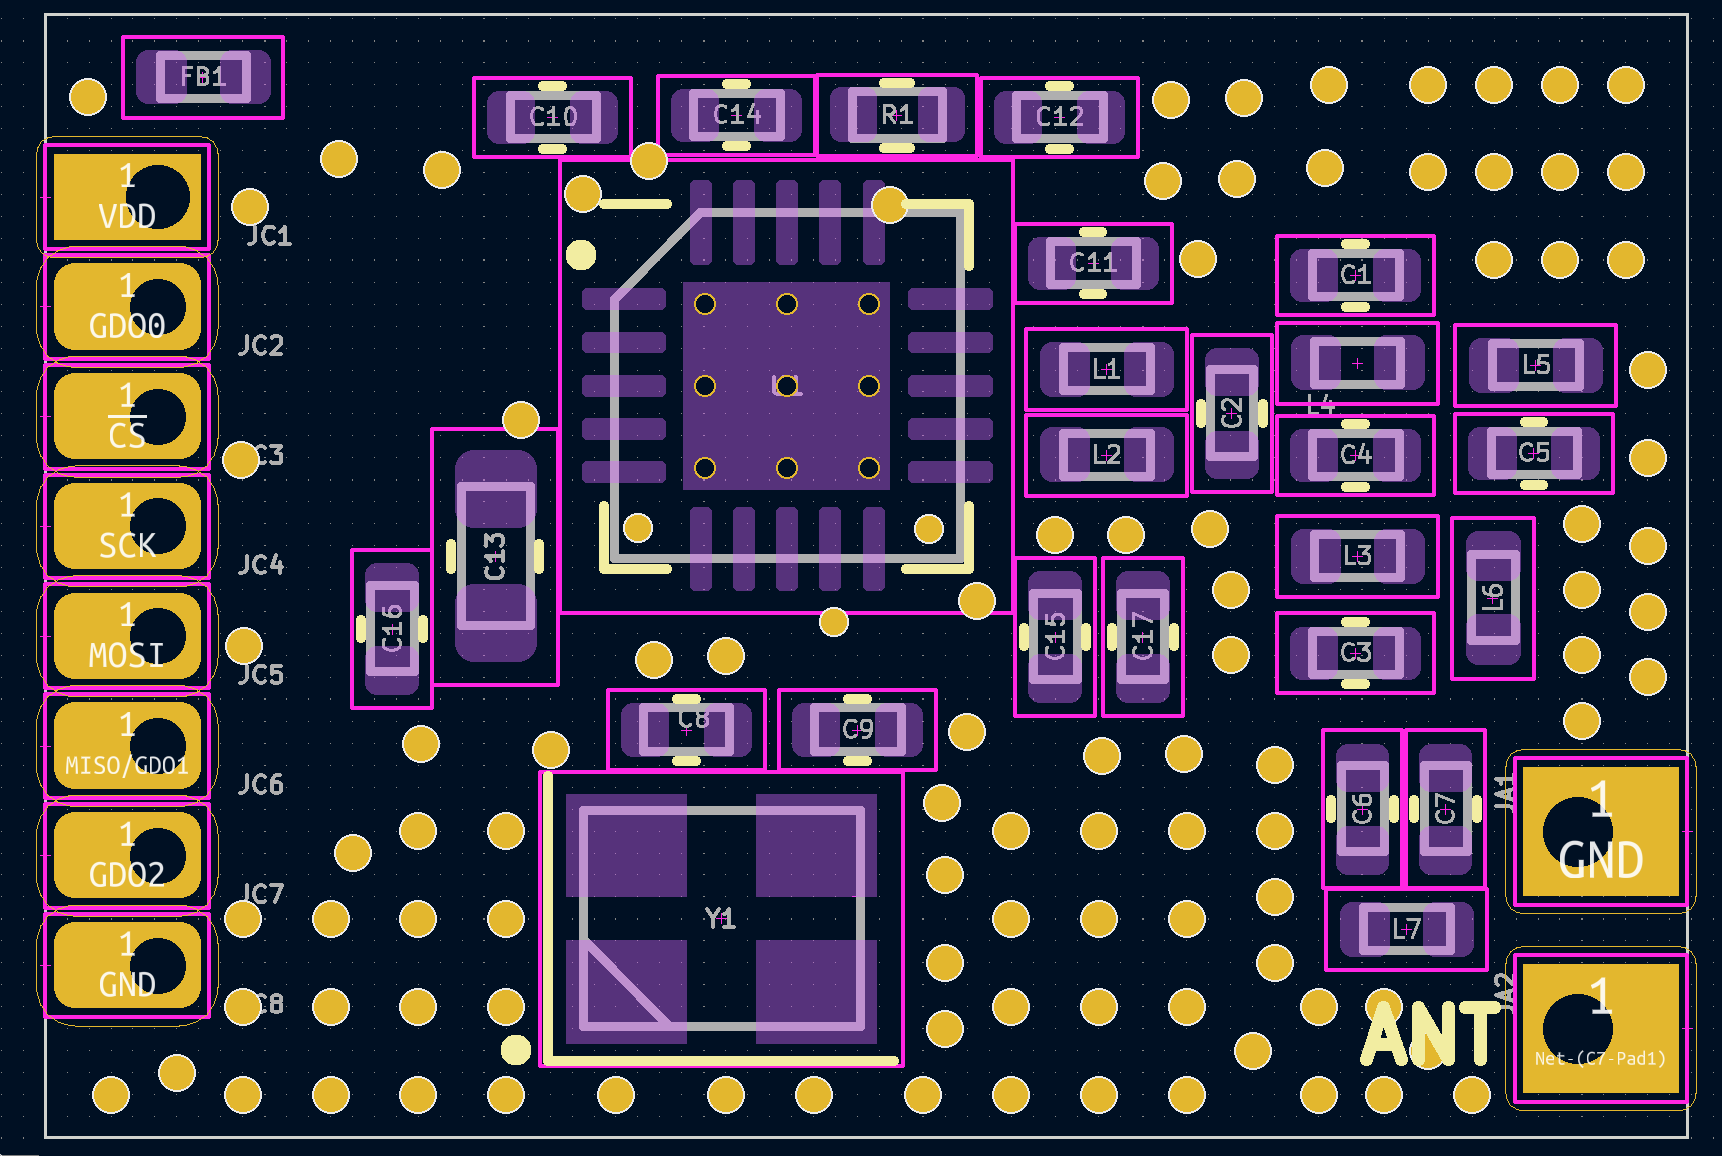 FB1
C10
C14
R1
C12
1
VDD
JC1
C11
C1
1
GDO0
JC2
L1
L4
L5
1
CS
C3
L2
C2
C4
C5
1
SCK
JC4
C13
L3
L6
1
MOSI
JC5
C16
C15
C17
C3
C8
C9
1
MISO/GDO1
JC6
C6
C7
JA1
1
GND
1
GDO2
JC7
Y1
L7
1
GND
C8
ANT
JA2
1
Net-(C7-Pad1)